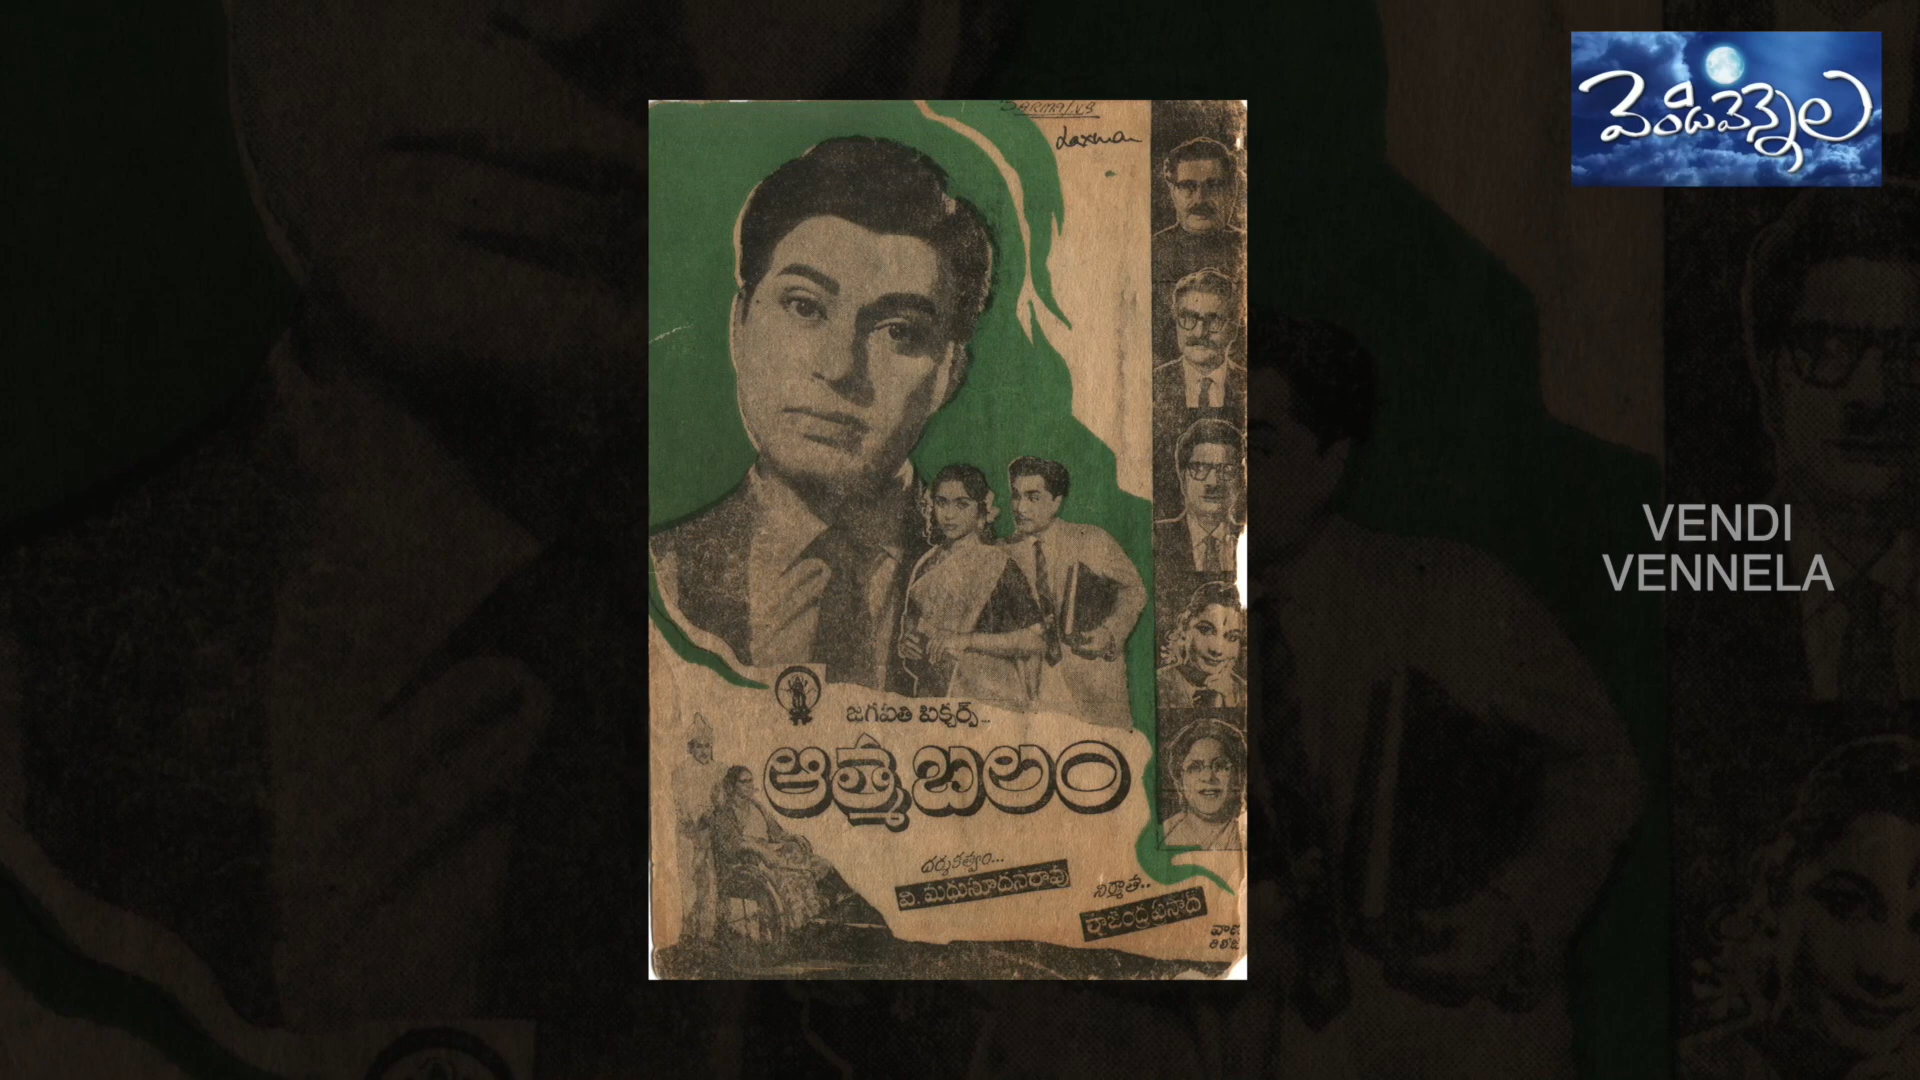 వెండివెన్నెల
Laxman
VENDI
VENNELA
జగపతి పిక్చర్స్...
ఆత్మబలం
దర్శకత్వం...
వి. మధుసూదనరావు
నిర్మాత..
రాజేంద్రప్రసాద్